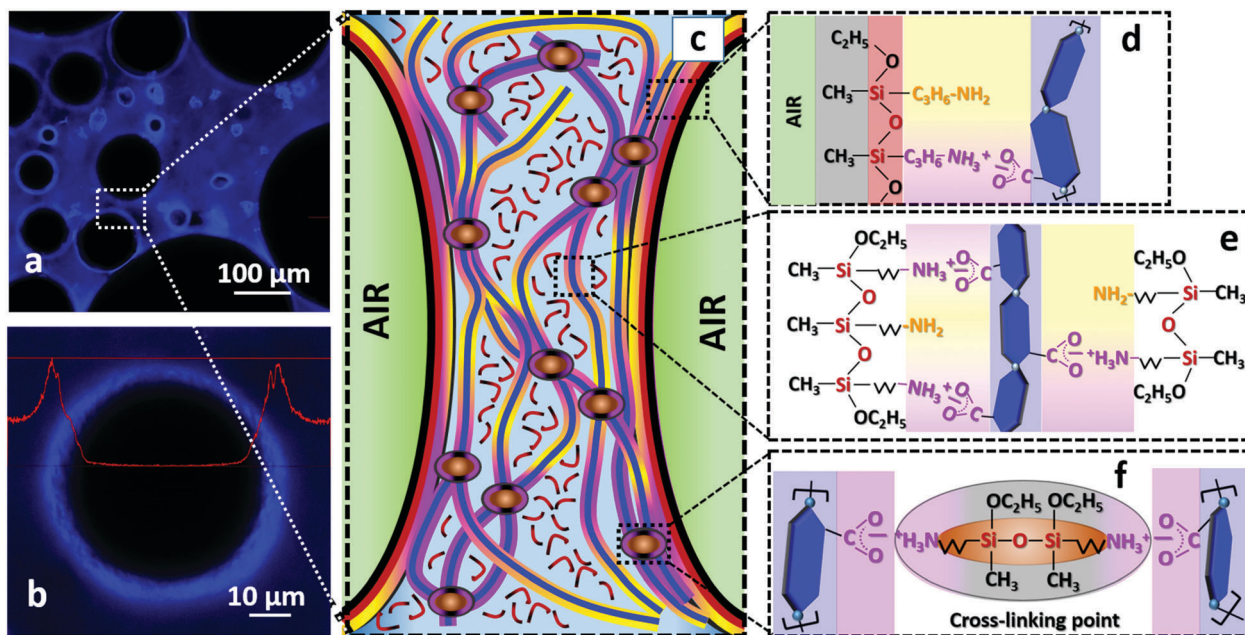 a
100 μm
b
10 μm
c
AIR
AIR
d
AIR
C₂H₅
O
CH₃
Si
C₃H₆-NH₂
O
CH₃
Si
C₃H₆-NH₃⁺
O
O
C
O
e
OC₂H₅
CH₃
Si
NH₃⁺
O
O
C
O
CH₃
Si
NH₂
O
CH₃
Si
NH₃⁺
O
O
C
OC₂H₅
C
O
O
⁺H₃N
C₂H₅O
NH₂
Si
CH₃
O
CH₃
Si
C₂H₅O
f
OC₂H₅ OC₂H₅
C
O
O
⁺H₃N
Si
O
Si
NH₃⁺
O
O
C
CH₃ CH₃
Cross-linking point